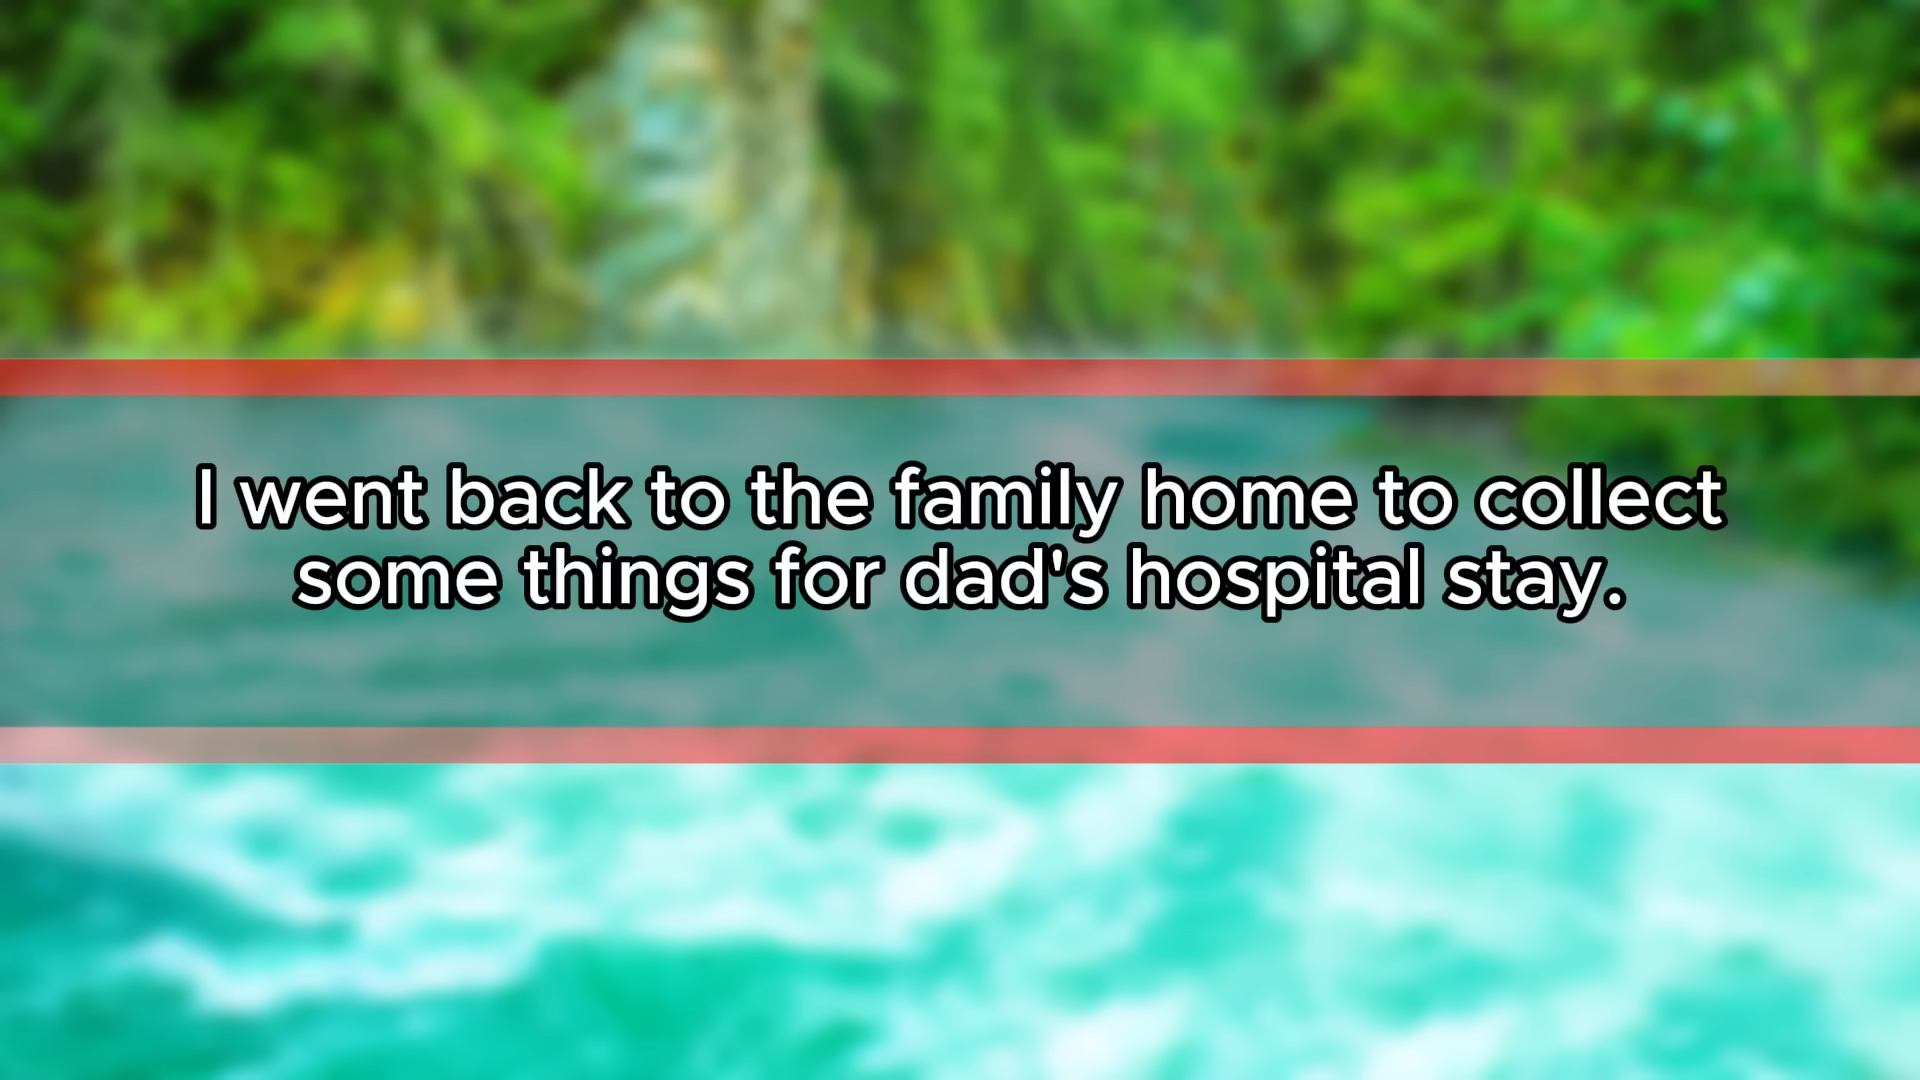 I went back to the family home to collect
some things for dad's hospital stay.